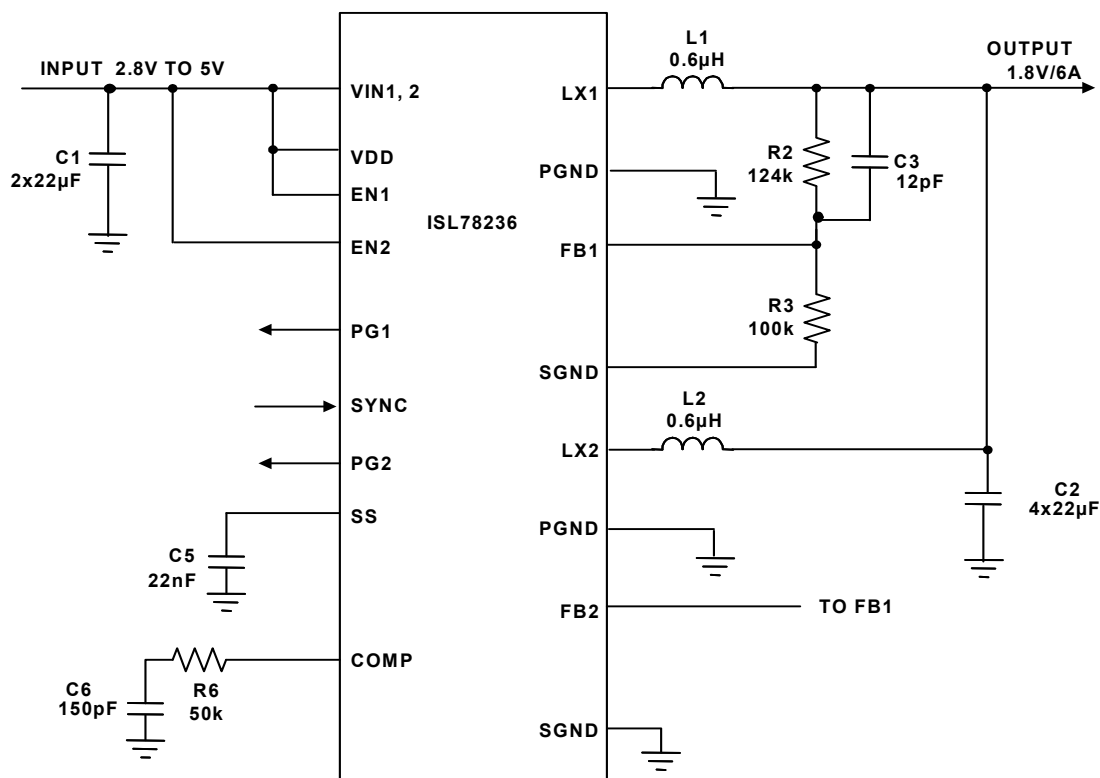 INPUT 2.8V TO 5V
C1
2x22µF
VIN1, 2
VDD
EN1
EN2
PG1
SYNC
PG2
SS
C5
22nF
COMP
R6
50k
C6
150pF
ISL78236
LX1
PGND
FB1
SGND
LX2
PGND
FB2
SGND
L1
0.6µH
OUTPUT
1.8V/6A
R2
124k
C3
12pF
R3
100k
L2
0.6µH
C2
4x22µF
TO FB1